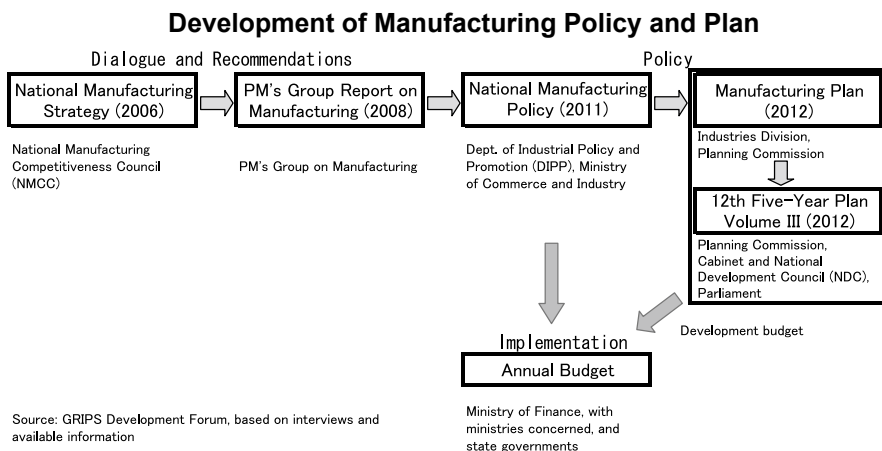 Development of Manufacturing Policy and Plan
Dialogue and Recommendations
Policy
National Manufacturing
Strategy (2006)
PM's Group Report on
Manufacturing (2008)
National Manufacturing
Policy (2011)
Manufacturing Plan
(2012)
National Manufacturing
Competitiveness Council
(NMCC)
PM's Group on Manufacturing
Dept. of Industrial Policy and
Promotion (DIPP), Ministry
of Commerce and Industry
Industries Division,
Planning Commission
12th Five-Year Plan
Volume III (2012)
Planning Commission,
Cabinet and National
Development Council (NDC),
Parliament
Development budget
Implementation
Annual Budget
Ministry of Finance, with
ministries concerned, and
state governments
Source: GRIPS Development Forum, based on interviews and
available information